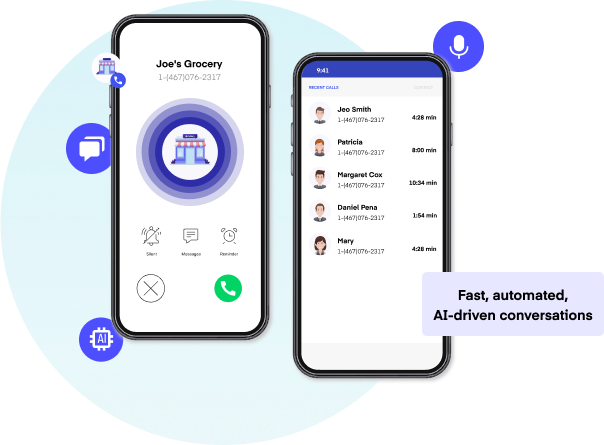 Joe's Grocery
1-(467)076-2317
Silent
Messages
Reminder
AI
9:41
RECENT CALLS
Jeo Smith
1-(467)076-2317
4:28 min
Patricia
1-(467)076-2317
8:00 min
Margaret Cox
1-(467)076-2317
10:34 min
Daniel Pena
1-(467)076-2317
1:54 min
Mary
1-(467)076-2317
4:28 min
Fast, automated,
AI-driven conversations